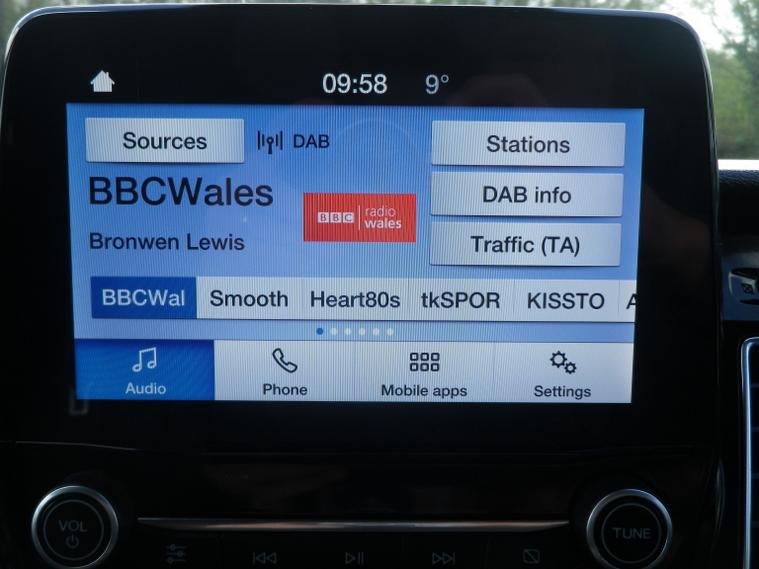 09:58 9°
Sources DAB Stations
BBCWales
BBC radio wales
DAB info
Bronwen Lewis
Traffic (TA)
BBCWal Smooth Heart80s tkSPOR KISSTO A
Audio Phone Mobile apps Settings
VOL TUNE